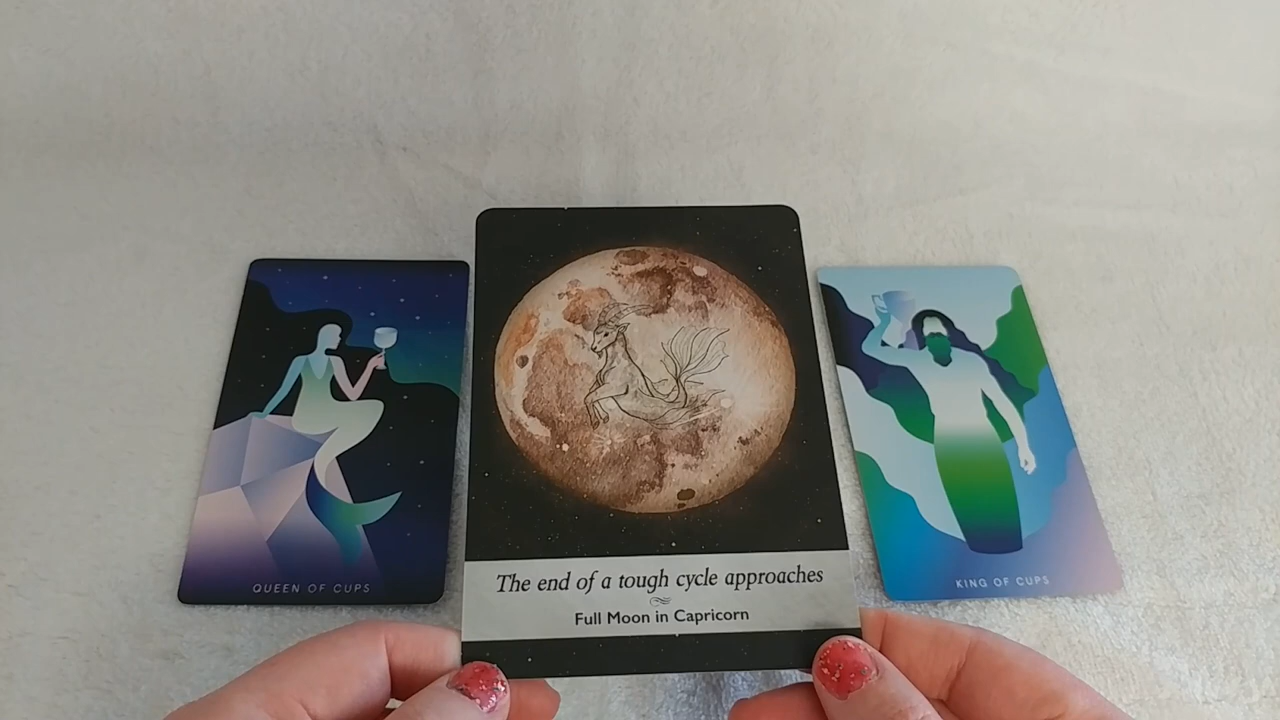 QUEEN OF CUPS
The end of a tough cycle approaches
Full Moon in Capricorn
KING OF CUPS